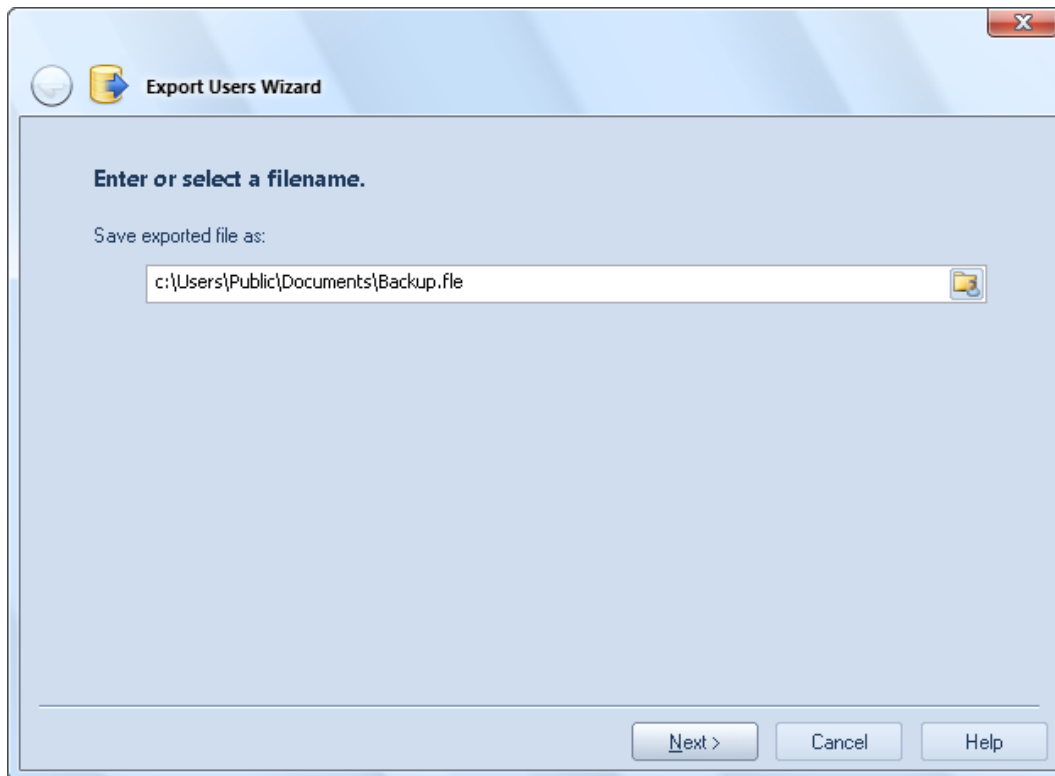 Export Users Wizard
Enter or select a filename.
Save exported file as:
c:\Users\Public\Documents\Backup.fle
Next > Cancel Help